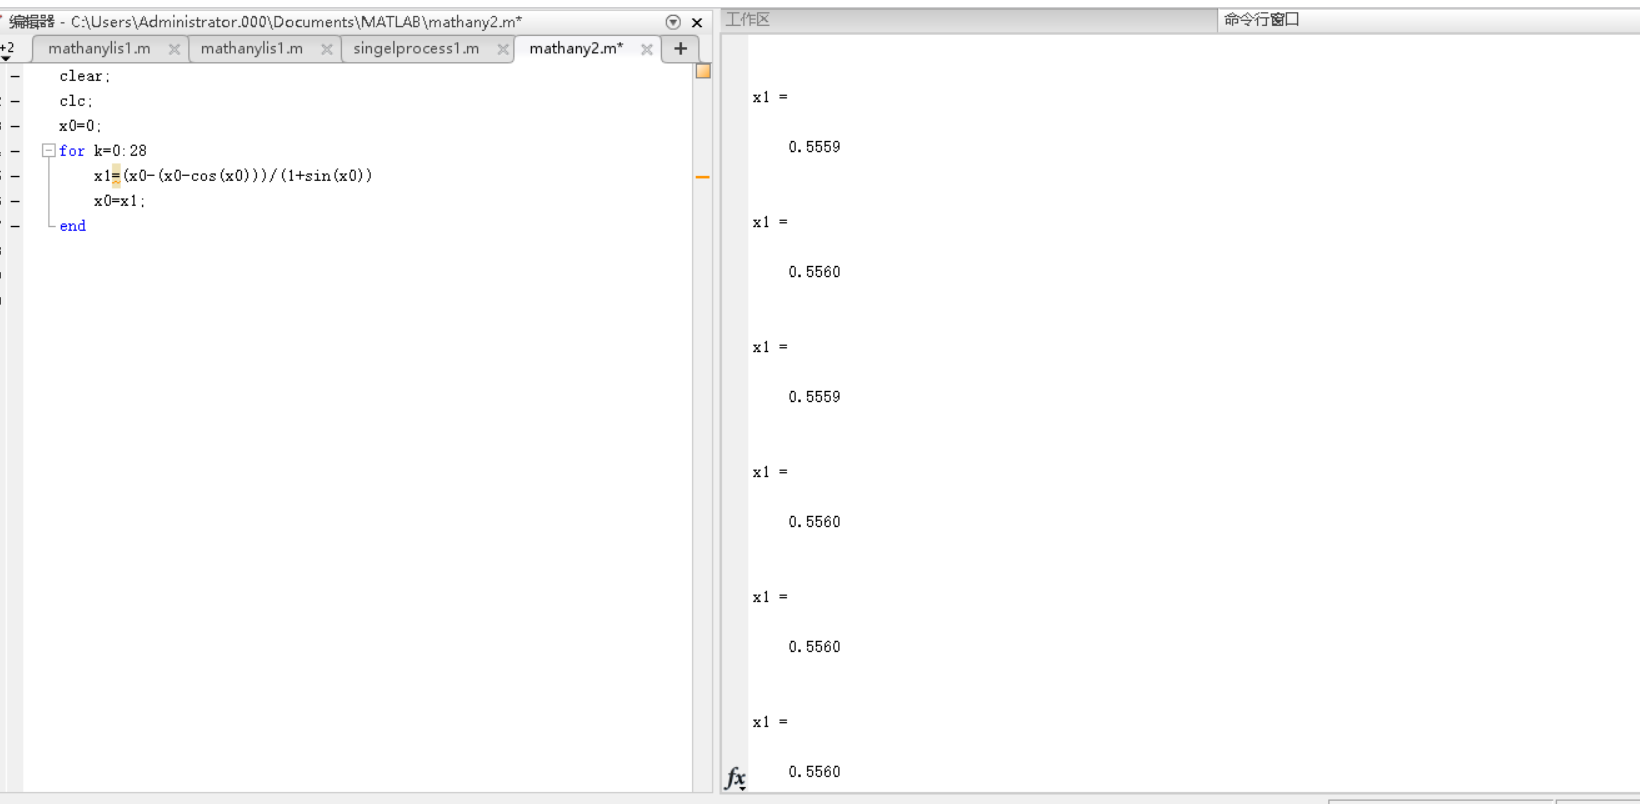 编辑器 - C:\Users\Administrator.000\Documents\MATLAB\mathany2.m*
工作区
命令行窗口
+2
mathanylis1.m
mathanylis1.m
singelprocess1.m
mathany2.m*
+
clear;
clc;
x0=0;
for k=0:28
x1=(x0-(x0-cos(x0)))/(1+sin(x0))
x0=x1;
end
x1 =
0.5559
x1 =
0.5560
x1 =
0.5559
x1 =
0.5560
x1 =
0.5560
x1 =
0.5560
fx